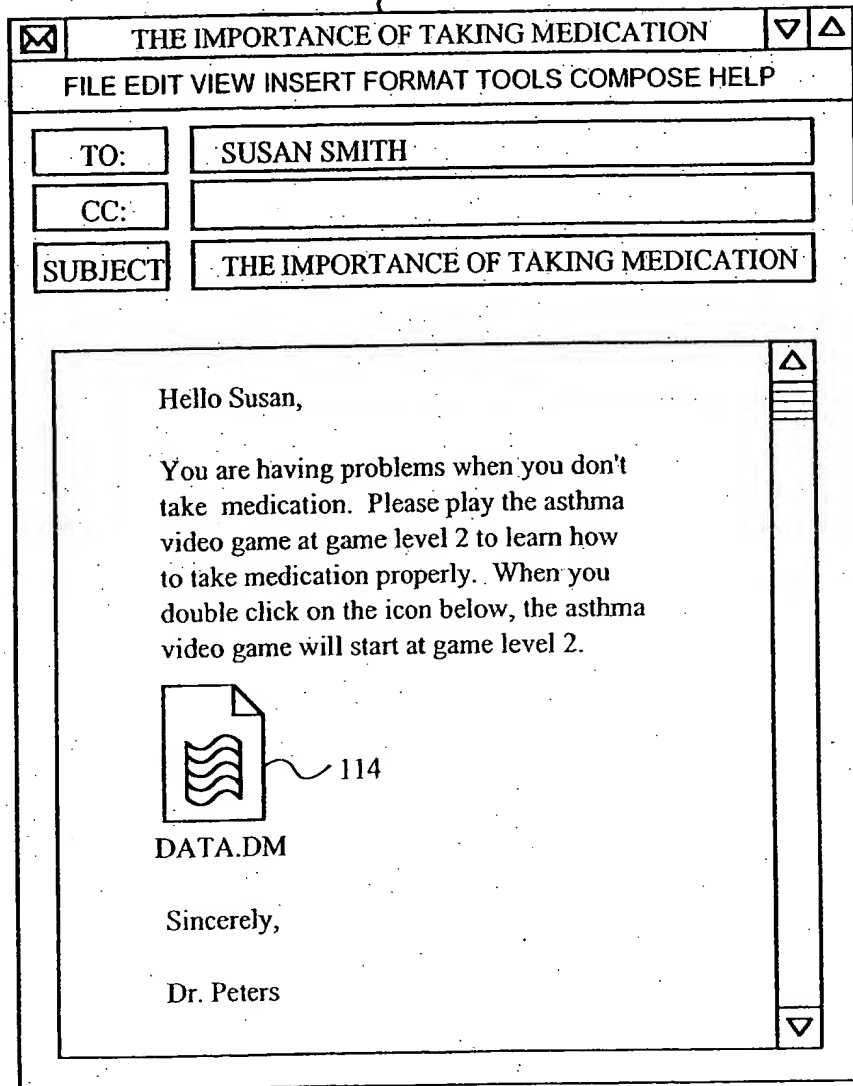 THE IMPORTANCE OF TAKING MEDICATION
FILE EDIT VIEW INSERT FORMAT TOOLS COMPOSE HELP
TO: SUSAN SMITH
CC:
SUBJECT THE IMPORTANCE OF TAKING MEDICATION
Hello Susan,
You are having problems when you don't
take medication. Please play the asthma
video game at game level 2 to learn how
to take medication properly. When you
double click on the icon below, the asthma
video game will start at game level 2.
114
DATA.DM
Sincerely,
Dr. Peters